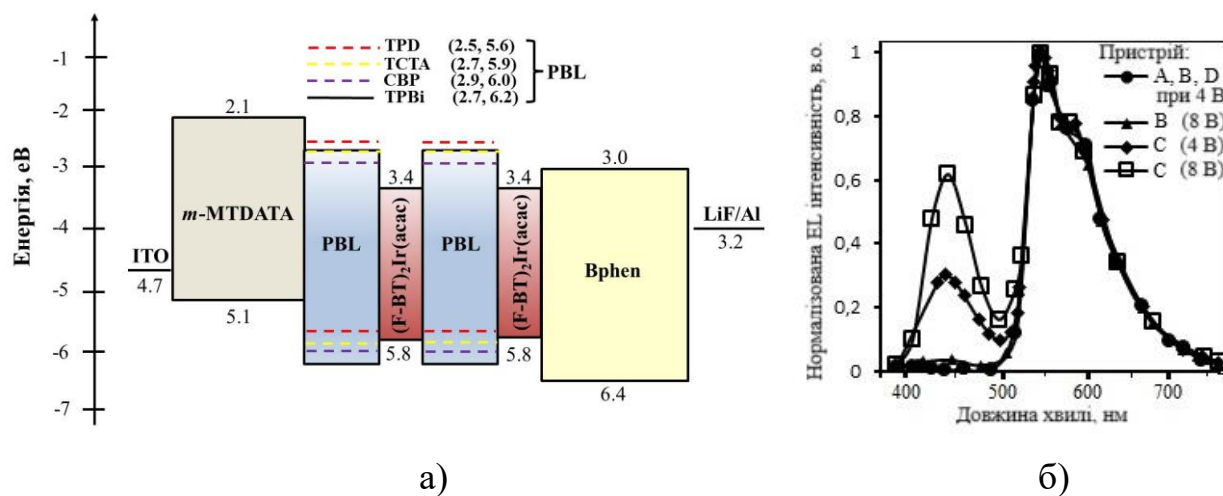 TPD (2.5, 5.6)
TCTA (2.7, 5.9)
CBP (2.9, 6.0)
TPBi (2.7, 6.2)
PBL
Енергія, еВ
-1
-2
-3
-4
-5
-6
-7
ITO
4.7
2.1
m-MTDATA
5.1
PBL
3.4
(F-BT)₂Ir(acac)
5.8
PBL
3.4
(F-BT)₂Ir(acac)
5.8
3.0
Bphen
6.4
LiF/Al
3.2
а)
Нормалізована EL інтенсивність, в.о.
1
0,8
0,6
0,4
0,2
0
400
500
600
700
Довжина хвилі, нм
Пристрій:
A, B, D
при 4 В
B (8 В)
C (4 В)
C (8 В)
б)